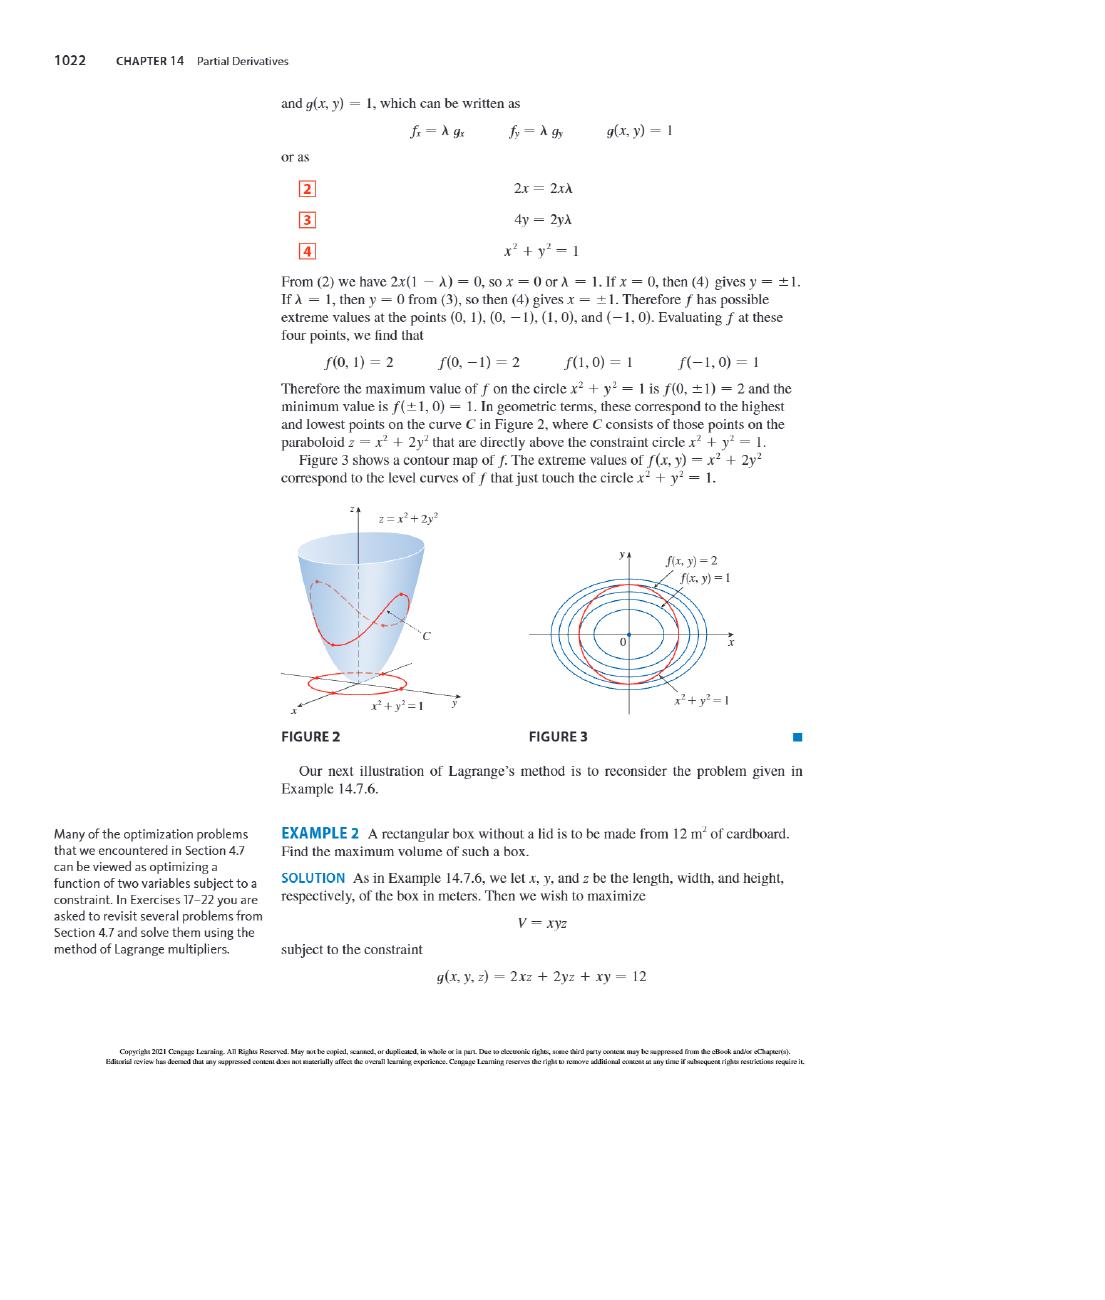 1022 CHAPTER 14 Partial Derivatives
and g(x, y) = 1, which can be written as
fₓ = λ gₓ fᵧ = λ gᵧ g(x, y) = 1
or as
2 2x = 2xλ
3 4y = 2yλ
4 x² + y² = 1
From (2) we have 2x(1 − λ) = 0, so x = 0 or λ = 1. If x = 0, then (4) gives y = ±1.
If λ = 1, then y = 0 from (3), so then (4) gives x = ±1. Therefore f has possible
extreme values at the points (0, 1), (0, −1), (1, 0), and (−1, 0). Evaluating f at these
four points, we find that
f(0, 1) = 2 f(0, −1) = 2 f(1, 0) = 1 f(−1, 0) = 1
Therefore the maximum value of f on the circle x² + y² = 1 is f(0, ±1) = 2 and the
minimum value is f(±1, 0) = 1. In geometric terms, these correspond to the highest
and lowest points on the curve C in Figure 2, where C consists of those points on the
paraboloid z = x² + 2y² that are directly above the constraint circle x² + y² = 1.
Figure 3 shows a contour map of f. The extreme values of f(x, y) = x² + 2y²
correspond to the level curves of f that just touch the circle x² + y² = 1.
z
z = x² + 2y²
C
x
x² + y² = 1
y
FIGURE 2
y
f(x, y) = 2
f(x, y) = 1
0
x
x² + y² = 1
FIGURE 3
Our next illustration of Lagrange's method is to reconsider the problem given in
Example 14.7.6.
Many of the optimization problems
that we encountered in Section 4.7
can be viewed as optimizing a
function of two variables subject to a
constraint. In Exercises 17–22 you are
asked to revisit several problems from
Section 4.7 and solve them using the
method of Lagrange multipliers.
EXAMPLE 2 A rectangular box without a lid is to be made from 12 m² of cardboard.
Find the maximum volume of such a box.
SOLUTION As in Example 14.7.6, we let x, y, and z be the length, width, and height,
respectively, of the box in meters. Then we wish to maximize
V = xyz
subject to the constraint
g(x, y, z) = 2xz + 2yz + xy = 12
Copyright 2021 Cengage Learning. All Rights Reserved. May not be copied, scanned, or duplicated, in whole or in part. Due to electronic rights, some third party content may be suppressed from the eBook and/or eChapter(s).
Editorial review has deemed that any suppressed content does not materially affect the overall learning experience. Cengage Learning reserves the right to remove additional content at any time if subsequent rights restrictions require it.